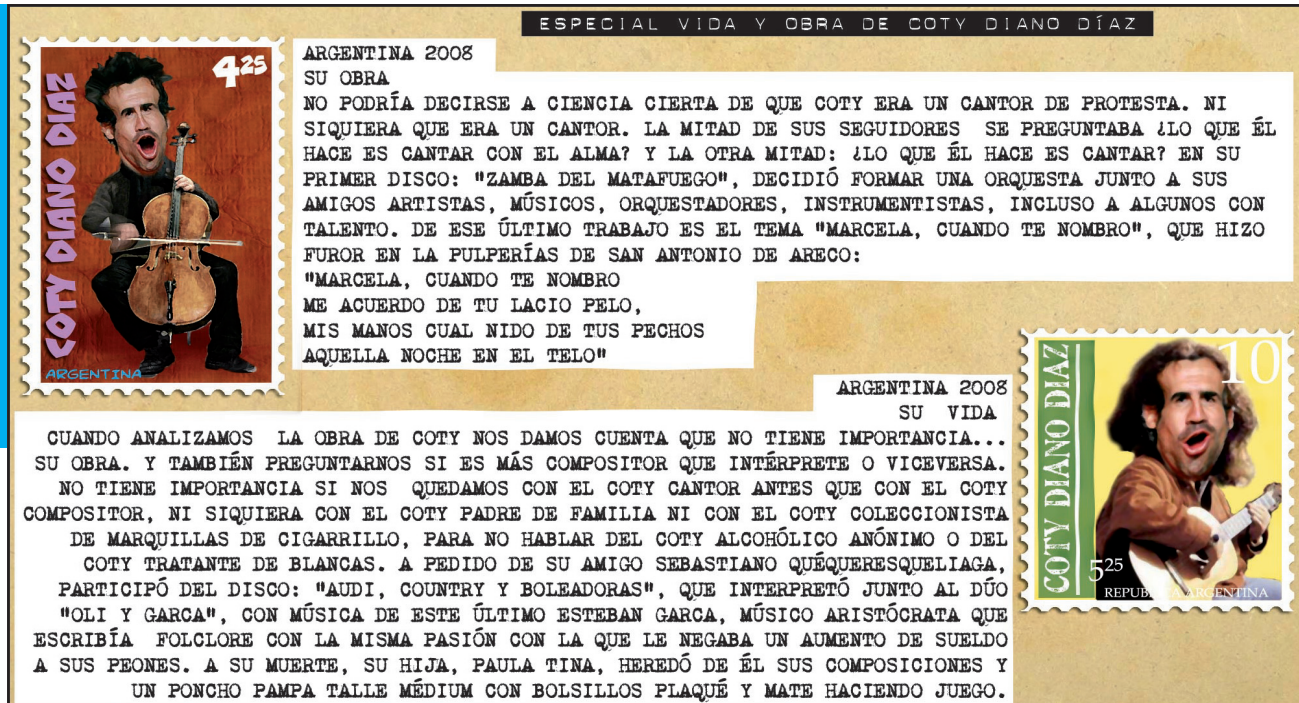 ESPECIAL VIDA Y OBRA DE COTY DIANO DÍAZ
4 25
COTY DIANO DIAZ
ARGENTINA
ARGENTINA 2008
SU OBRA
NO PODRÍA DECIRSE A CIENCIA CIERTA DE QUE COTY ERA UN CANTOR DE PROTESTA. NI
SIQUIERA QUE ERA UN CANTOR. LA MITAD DE SUS SEGUIDORES SE PREGUNTABA ¿LO QUE ÉL
HACE ES CANTAR CON EL ALMA? Y LA OTRA MITAD: ¿LO QUE ÉL HACE ES CANTAR? EN SU
PRIMER DISCO: "ZAMBA DEL MATAFUEGO", DECIDIÓ FORMAR UNA ORQUESTA JUNTO A SUS
AMIGOS ARTISTAS, MÚSICOS, ORQUESTADORES, INSTRUMENTISTAS, INCLUSO A ALGUNOS CON
TALENTO. DE ESE ÚLTIMO TRABAJO ES EL TEMA "MARCELA, CUANDO TE NOMBRO", QUE HIZO
FUROR EN LA PULPERÍAS DE SAN ANTONIO DE ARECO:
"MARCELA, CUANDO TE NOMBRO
ME ACUERDO DE TU LACIO PELO,
MIS MANOS CUAL NIDO DE TUS PECHOS
AQUELLA NOCHE EN EL TELO"
ARGENTINA 2008
SU VIDA
CUANDO ANALIZAMOS LA OBRA DE COTY NOS DAMOS CUENTA QUE NO TIENE IMPORTANCIA...
SU OBRA. Y TAMBIÉN PREGUNTARNOS SI ES MÁS COMPOSITOR QUE INTÉRPRETE O VICEVERSA.
NO TIENE IMPORTANCIA SI NOS QUEDAMOS CON EL COTY CANTOR ANTES QUE CON EL COTY
COMPOSITOR, NI SIQUIERA CON EL COTY PADRE DE FAMILIA NI CON EL COTY COLECCIONISTA
DE MARQUILLAS DE CIGARRILLO, PARA NO HABLAR DEL COTY ALCOHÓLICO ANÓNIMO O DEL
COTY TRATANTE DE BLANCAS. A PEDIDO DE SU AMIGO SEBASTIANO QUÉQUERESQUELIAGA,
PARTICIPÓ DEL DISCO: "AUDI, COUNTRY Y BOLEADORAS", QUE INTERPRETÓ JUNTO AL DÚO
"OLI Y GARCA", CON MÚSICA DE ESTE ÚLTIMO ESTEBAN GARCA, MÚSICO ARISTÓCRATA QUE
ESCRIBÍA FOLCLORE CON LA MISMA PASIÓN CON LA QUE LE NEGABA UN AUMENTO DE SUELDO
A SUS PEONES. A SU MUERTE, SU HIJA, PAULA TINA, HEREDÓ DE ÉL SUS COMPOSICIONES Y
UN PONCHO PAMPA TALLE MÉDIUM CON BOLSILLOS PLAQUÉ Y MATE HACIENDO JUEGO.
10
COTY DIANO DIAZ
5 25
REPUBLICA ARGENTINA